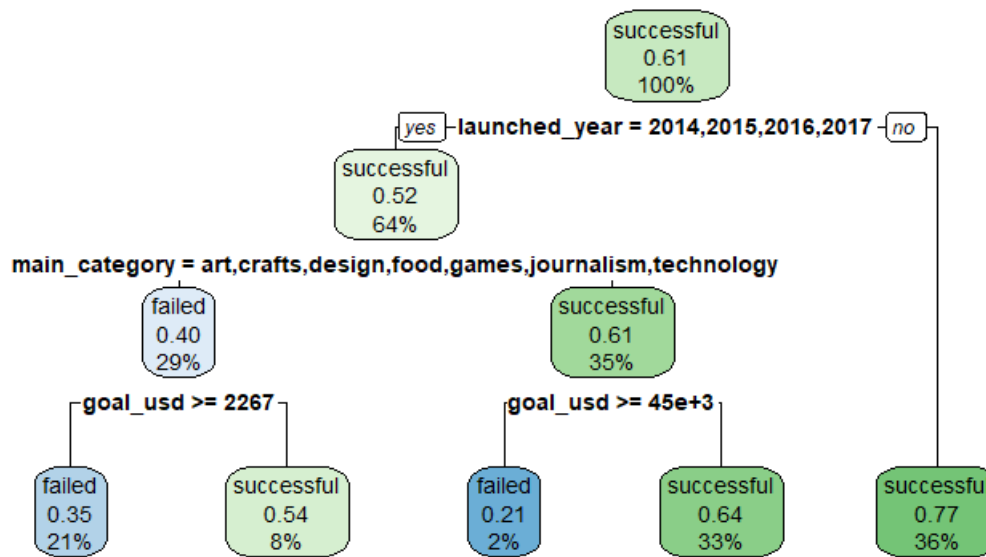 successful
0.61
100%
yes launched_year = 2014,2015,2016,2017 no
successful
0.52
64%
main_category = art,crafts,design,food,games,journalism,technology
failed
0.40
29%
successful
0.61
35%
goal_usd >= 2267
goal_usd >= 45e+3
failed
0.35
21%
successful
0.54
8%
failed
0.21
2%
successful
0.64
33%
successful
0.77
36%